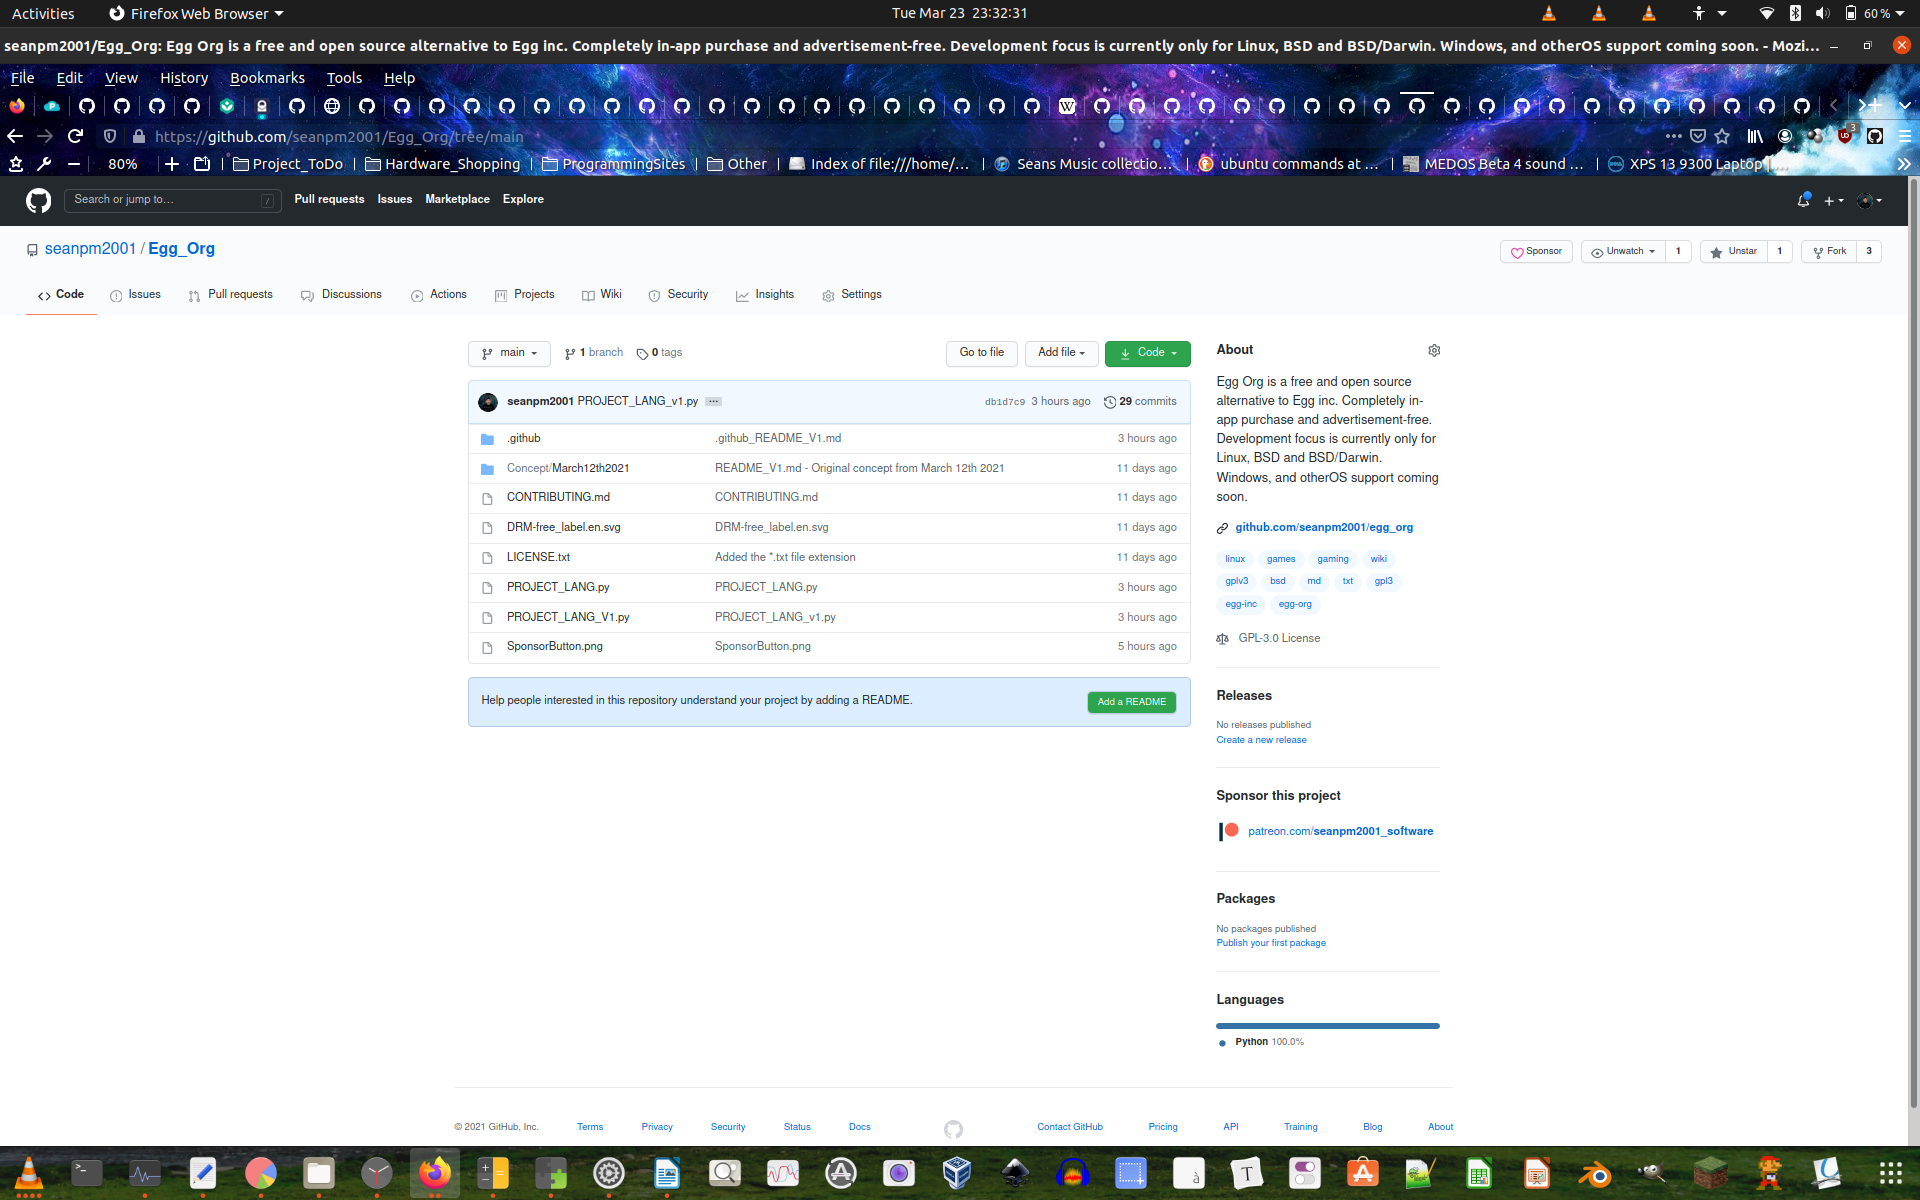 Activities Firefox Web Browser Tue Mar 23 23:32:31 60 %
seanpm2001/Egg_Org: Egg Org is a free and open source alternative to Egg inc. Completely in-app purchase and advertisement-free. Development focus is currently only for Linux, BSD and BSD/Darwin. Windows, and otherOS support coming soon. - Mozi…
File Edit View History Bookmarks Tools Help
https://github.com/seanpm2001/Egg_Org/tree/main 3
80% Project_ToDo Hardware_Shopping ProgrammingSites Other Index of file:///home/… Seans Music collectio… ubuntu commands at … MEDOS Beta 4 sound … XPS 13 9300 Laptop |…
Search or jump to… / Pull requests Issues Marketplace Explore
seanpm2001 / Egg_Org Sponsor Unwatch 1 Unstar 1 Fork 3
Code Issues Pull requests Discussions Actions Projects Wiki Security Insights Settings
main 1 branch 0 tags Go to file Add file Code
seanpm2001 PROJECT_LANG_v1.py … db1d7c9 3 hours ago 29 commits
.github .github_README_V1.md 3 hours ago
Concept/March12th2021 README_V1.md - Original concept from March 12th 2021 11 days ago
CONTRIBUTING.md CONTRIBUTING.md 11 days ago
DRM-free_label.en.svg DRM-free_label.en.svg 11 days ago
LICENSE.txt Added the *.txt file extension 11 days ago
PROJECT_LANG.py PROJECT_LANG.py 3 hours ago
PROJECT_LANG_V1.py PROJECT_LANG_v1.py 3 hours ago
SponsorButton.png SponsorButton.png 5 hours ago
Help people interested in this repository understand your project by adding a README. Add a README
About
Egg Org is a free and open source
alternative to Egg inc. Completely in-
app purchase and advertisement-free.
Development focus is currently only for
Linux, BSD and BSD/Darwin.
Windows, and otherOS support coming
soon.
github.com/seanpm2001/egg_org
linux games gaming wiki
gplv3 bsd md txt gpl3
egg-inc egg-org
GPL-3.0 License
Releases
No releases published
Create a new release
Sponsor this project
patreon.com/seanpm2001_software
Packages
No packages published
Publish your first package
Languages
Python 100.0%
© 2021 GitHub, Inc. Terms Privacy Security Status Docs Contact GitHub Pricing API Training Blog About